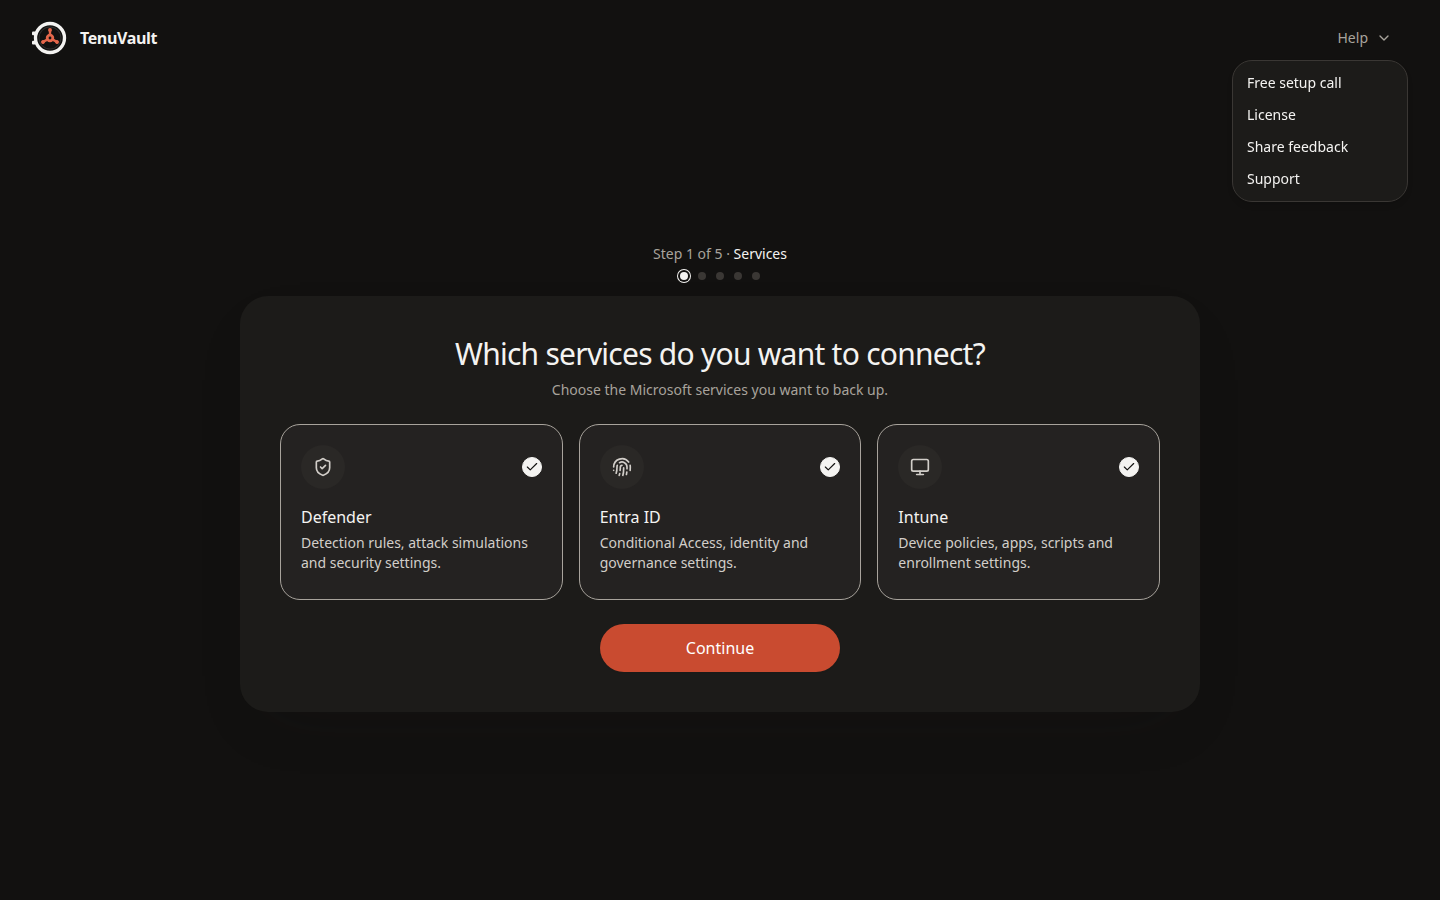 TenuVault
Help
Free setup call
License
Share feedback
Support
Step 1 of 5 · Services
Which services do you want to connect?
Choose the Microsoft services you want to back up.
Defender
Detection rules, attack simulations
and security settings.
Entra ID
Conditional Access, identity and
governance settings.
Intune
Device policies, apps, scripts and
enrollment settings.
Continue